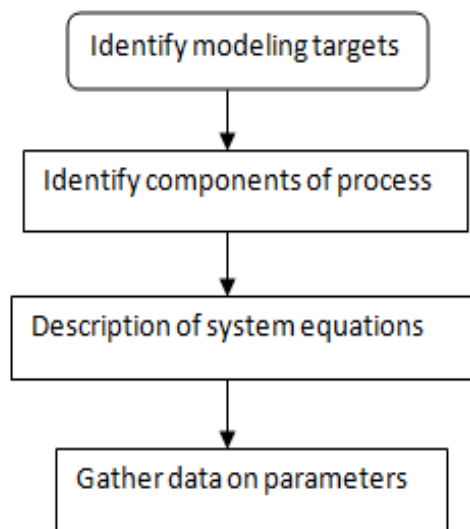 Identify modeling targets
Identify components of process
Description of system equations
Gather data on parameters